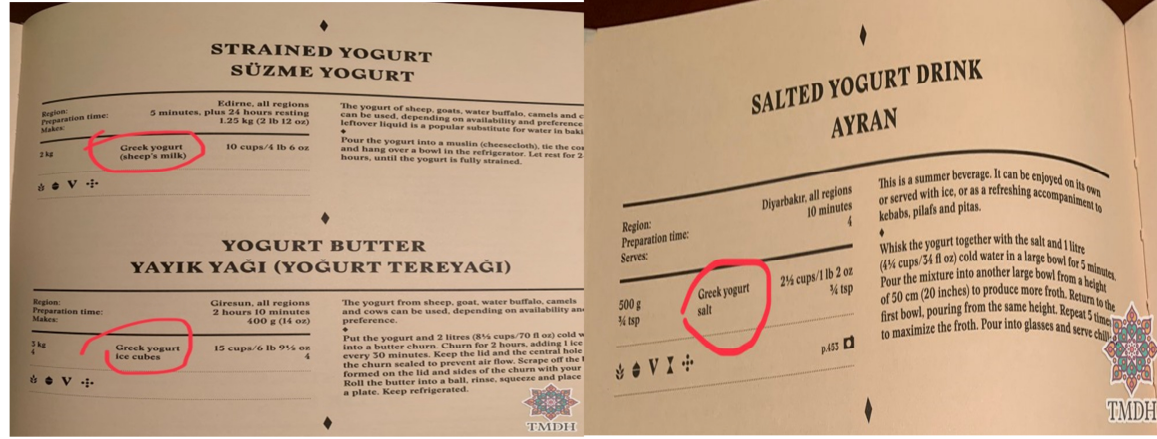 STRAINED YOGURT
SÜZME YOGURT
Region:
Edirne, all regions
Preparation time:
5 minutes, plus 24 hours resting
Makes:
1.25 kg (2 lb 12 oz)
2 kg
Greek yogurt
(sheep's milk)
10 cups/4 lb 6 oz
V
The yogurt of sheep, goats, water buffalo, camels and
can be used, depending on availability and preference
leftover liquid is a popular substitute for water in
Pour the yogurt into a muslin (cheesecloth), tie the
and hang over a bowl in the refrigerator. Let rest for
hours, until the yogurt is fully strained.
YOGURT BUTTER
YAYIK YAĞI (YOĞURT TEREYAĞI)
Region:
Giresun, all regions
Preparation time:
2 hours 10 minutes
Makes:
400 g (14 oz)
3 kg
Greek yogurt
15 cups/6 lb 9½ oz
4
ice cubes
4
V
The yogurt from sheep, goat, water buffalo, camels
and cows can be used, depending on availability and
preference.
Put the yogurt and 2 litres (8½ cups/70 fl oz) cold
into a butter churn. Churn for 2 hours, adding 1 ice
every 30 minutes. Keep the lid and the central hole
the churn sealed to prevent air flow. Scrape off the
formed on the lid and sides of the churn with your
Roll the butter into a ball, rinse, squeeze and place
a plate. Keep refrigerated.
TMDH
SALTED YOGURT DRINK
AYRAN
Region:
Diyarbakır, all regions
Preparation time:
10 minutes
Serves:
4
500 g
Greek yogurt
2½ cups/1 lb 2 oz
¾ tsp
salt
¾ tsp
V
p.453
This is a summer beverage. It can be enjoyed on its own
or served with ice, or as a refreshing accompaniment to
kebabs, pilafs and pitas.
Whisk the yogurt together with the salt and 1 litre
(4¼ cups/34 fl oz) cold water in a large bowl for 5 minutes.
Pour the mixture into another large bowl from a height
of 50 cm (20 inches) to produce more froth. Return to the
first bowl, pouring from the same height. Repeat 5 times
to maximize the froth. Pour into glasses and serve
TMDH